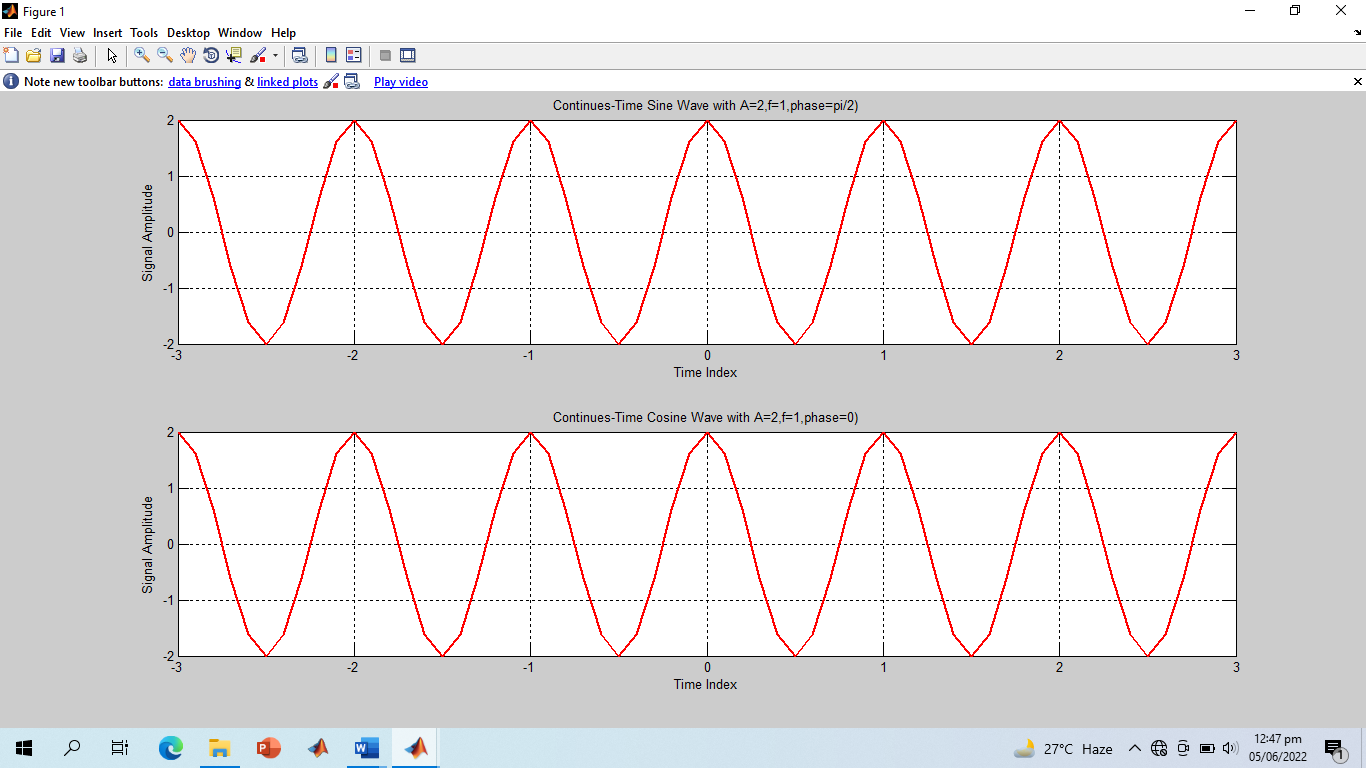 Figure 1
File Edit View Insert Tools Desktop Window Help
Note new toolbar buttons: data brushing & linked plots Play video
Continues-Time Sine Wave with A=2,f=1,phase=pi/2)
2
1
0
-1
-2
Signal Amplitude
-3 -2 -1 0 1 2 3
Time Index
Continues-Time Cosine Wave with A=2,f=1,phase=0)
2
1
0
-1
-2
Signal Amplitude
-3 -2 -1 0 1 2 3
Time Index
27°C Haze
12:47 pm
05/06/2022
1